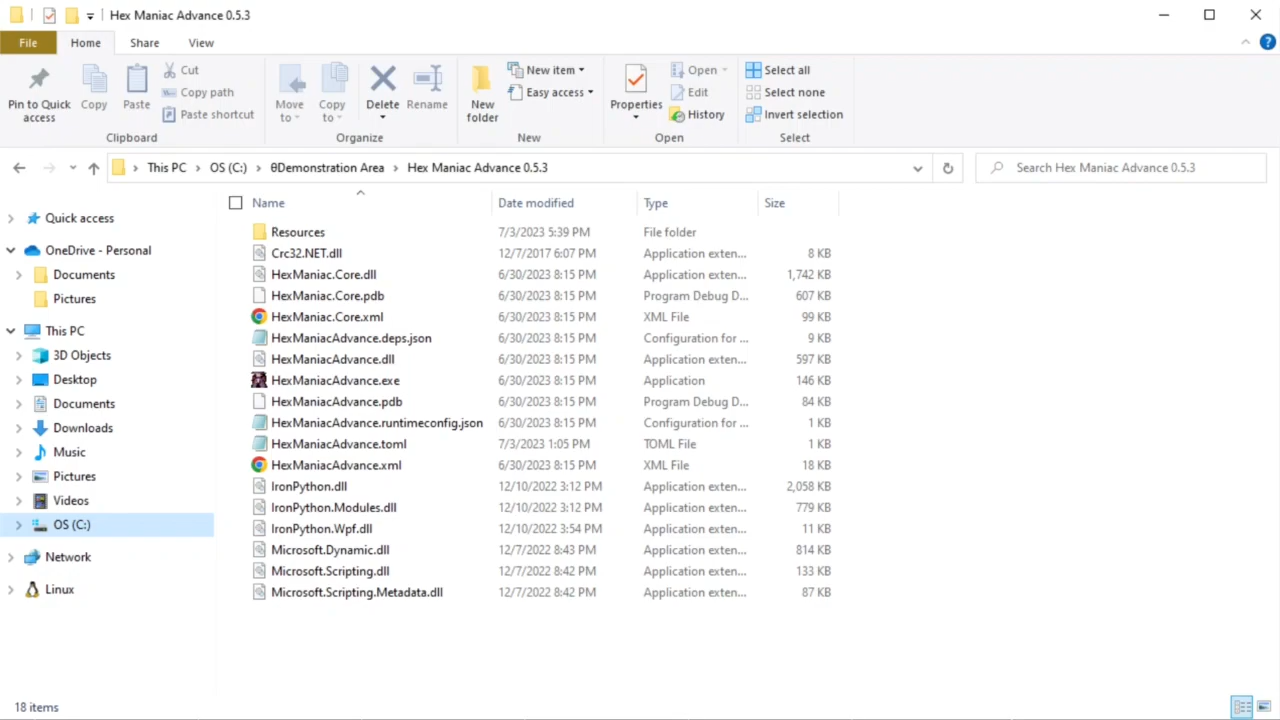 Hex Maniac Advance 0.5.3
File Home Share View
Pin to Quick access
Copy
Paste
Cut
Copy path
Paste shortcut
Clipboard
Move to
Copy to
Delete
Rename
Organize
New folder
New item
Easy access
New
Properties
Open
Edit
History
Open
Select all
Select none
Invert selection
Select
This PC OS (C:) θDemonstration Area Hex Maniac Advance 0.5.3
Search Hex Maniac Advance 0.5.3
Quick access
OneDrive - Personal
Documents
Pictures
This PC
3D Objects
Desktop
Documents
Downloads
Music
Pictures
Videos
OS (C:)
Network
Linux
Name Date modified Type Size
Resources 7/3/2023 5:39 PM File folder
Crc32.NET.dll 12/7/2017 6:07 PM Application exten... 8 KB
HexManiac.Core.dll 6/30/2023 8:15 PM Application exten... 1,742 KB
HexManiac.Core.pdb 6/30/2023 8:15 PM Program Debug D... 607 KB
HexManiac.Core.xml 6/30/2023 8:15 PM XML File 99 KB
HexManiacAdvance.deps.json 6/30/2023 8:15 PM Configuration for ... 9 KB
HexManiacAdvance.dll 6/30/2023 8:15 PM Application exten... 597 KB
HexManiacAdvance.exe 6/30/2023 8:15 PM Application 146 KB
HexManiacAdvance.pdb 6/30/2023 8:15 PM Program Debug D... 84 KB
HexManiacAdvance.runtimeconfig.json 6/30/2023 8:15 PM Configuration for ... 1 KB
HexManiacAdvance.toml 7/3/2023 1:05 PM TOML File 1 KB
HexManiacAdvance.xml 6/30/2023 8:15 PM XML File 18 KB
IronPython.dll 12/10/2022 3:12 PM Application exten... 2,058 KB
IronPython.Modules.dll 12/10/2022 3:12 PM Application exten... 779 KB
IronPython.Wpf.dll 12/10/2022 3:54 PM Application exten... 11 KB
Microsoft.Dynamic.dll 12/7/2022 8:43 PM Application exten... 814 KB
Microsoft.Scripting.dll 12/7/2022 8:42 PM Application exten... 133 KB
Microsoft.Scripting.Metadata.dll 12/7/2022 8:42 PM Application exten... 87 KB
18 items